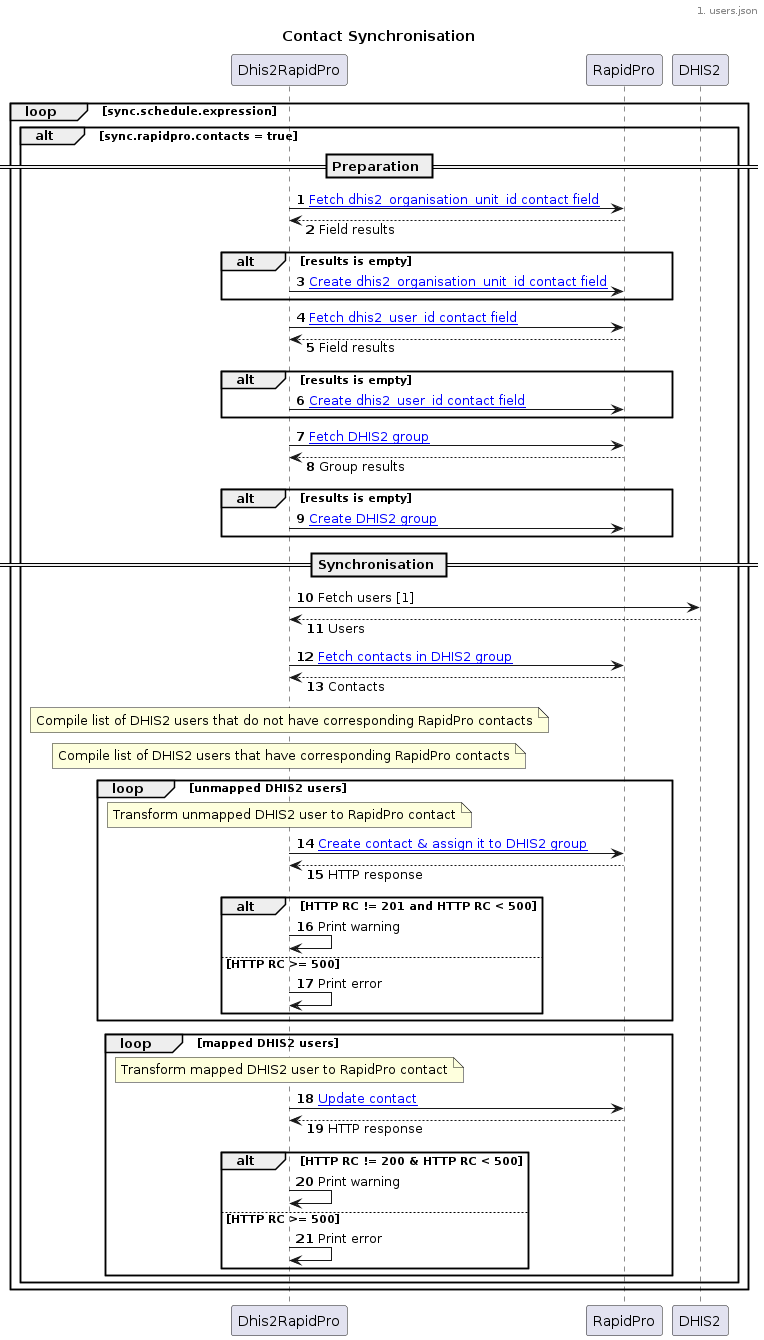 1. users.json
Contact Synchronisation
Dhis2RapidPro RapidPro DHIS2
loop [sync.schedule.expression]
alt [sync.rapidpro.contacts = true]
Preparation
1 Fetch dhis2_organisation_unit_id contact field
2 Field results
alt [results is empty]
3 Create dhis2_organisation_unit_id contact field
4 Fetch dhis2_user_id contact field
5 Field results
alt [results is empty]
6 Create dhis2_user_id contact field
7 Fetch DHIS2 group
8 Group results
alt [results is empty]
9 Create DHIS2 group
Synchronisation
10 Fetch users [1]
11 Users
12 Fetch contacts in DHIS2 group
13 Contacts
Compile list of DHIS2 users that do not have corresponding RapidPro contacts
Compile list of DHIS2 users that have corresponding RapidPro contacts
loop [unmapped DHIS2 users]
Transform unmapped DHIS2 user to RapidPro contact
14 Create contact & assign it to DHIS2 group
15 HTTP response
alt [HTTP RC != 201 and HTTP RC < 500]
16 Print warning
[HTTP RC >= 500]
17 Print error
loop [mapped DHIS2 users]
Transform mapped DHIS2 user to RapidPro contact
18 Update contact
19 HTTP response
alt [HTTP RC != 200 & HTTP RC < 500]
20 Print warning
[HTTP RC >= 500]
21 Print error
Dhis2RapidPro RapidPro DHIS2